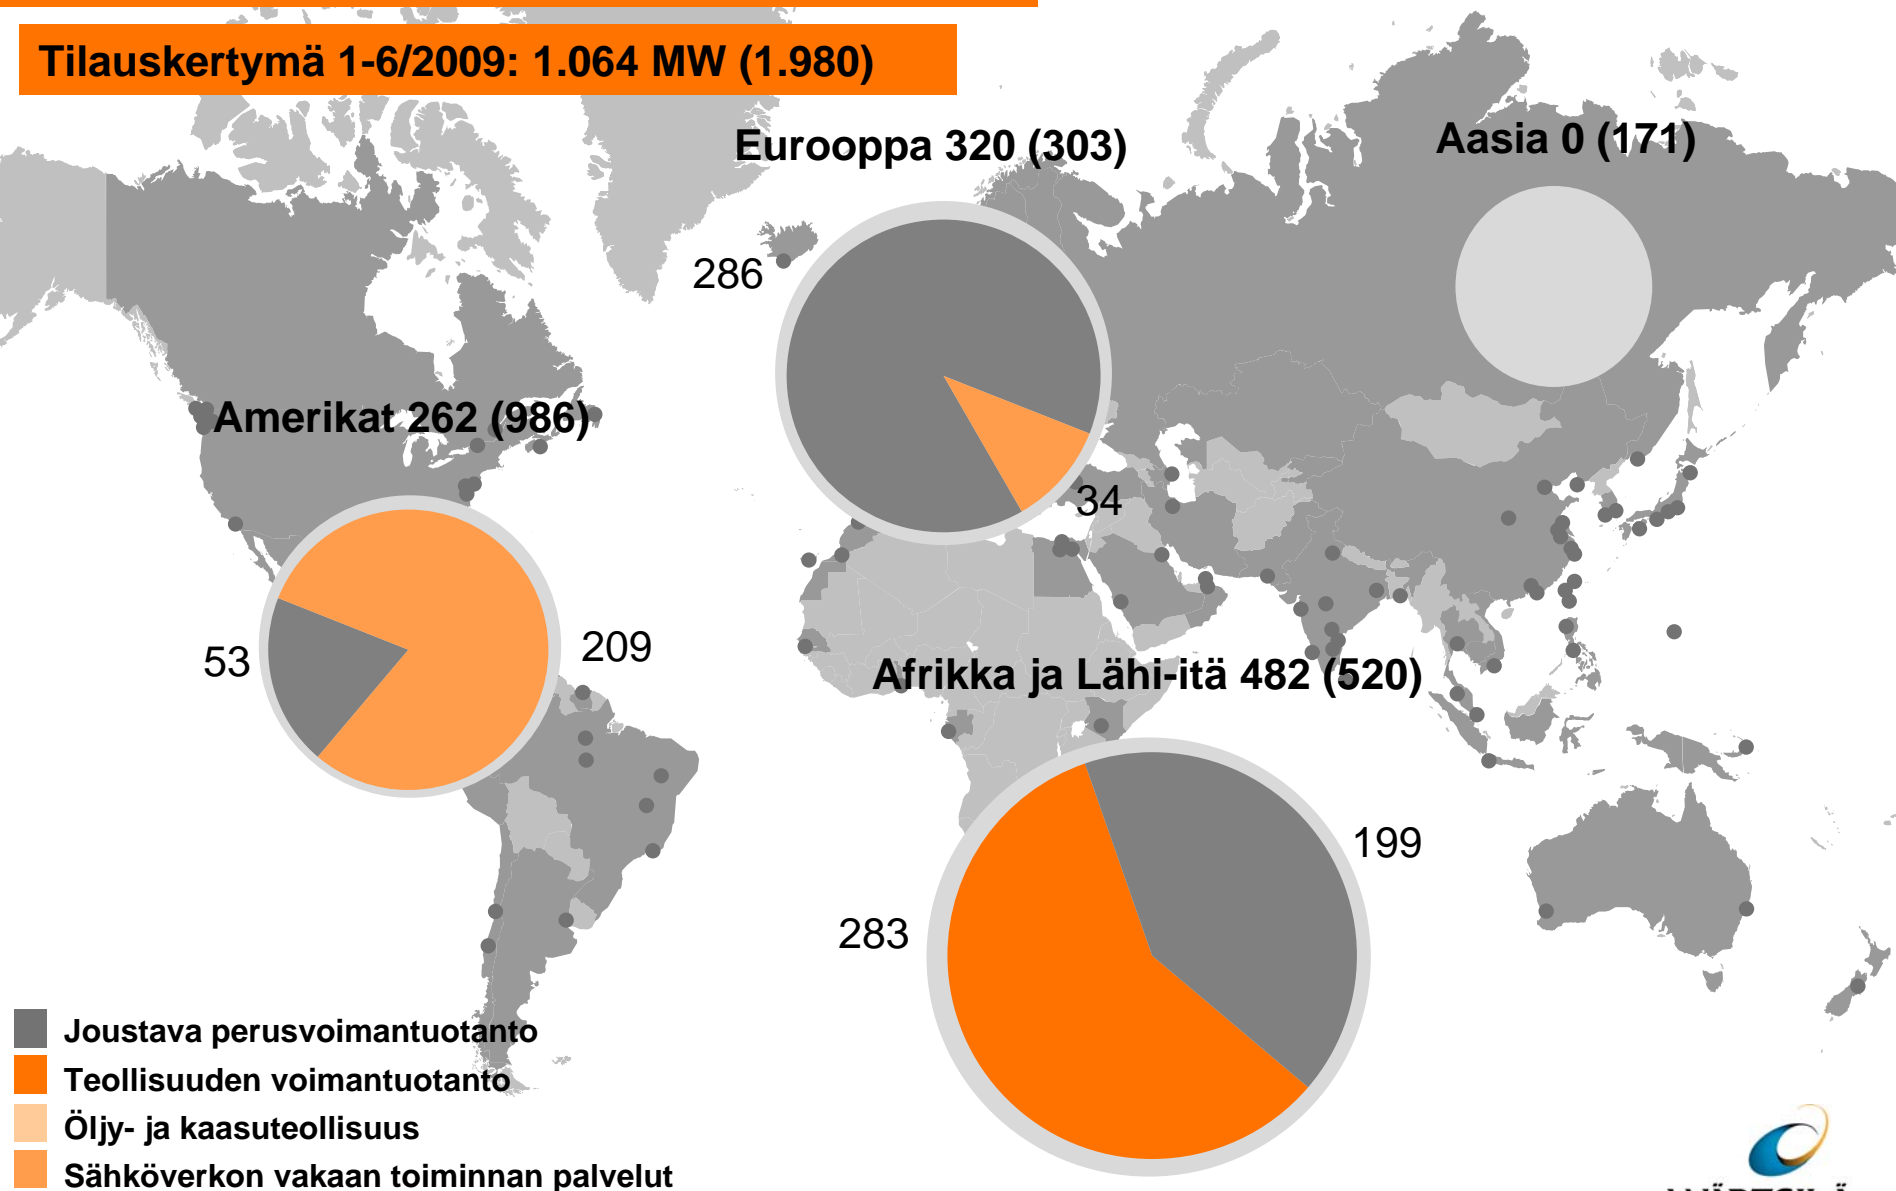 Tilauskertymä 1-6/2009: 1.064 MW (1.980)
Eurooppa 320 (303)
Aasia 0 (171)
286
34
Amerikat 262 (986)
53
209
Afrikka ja Lähi-itä 482 (520)
199
283
Joustava perusvoimantuotanto
Teollisuuden voimantuotanto
Öljy- ja kaasuteollisuus
Sähköverkon vakaan toiminnan palvelut